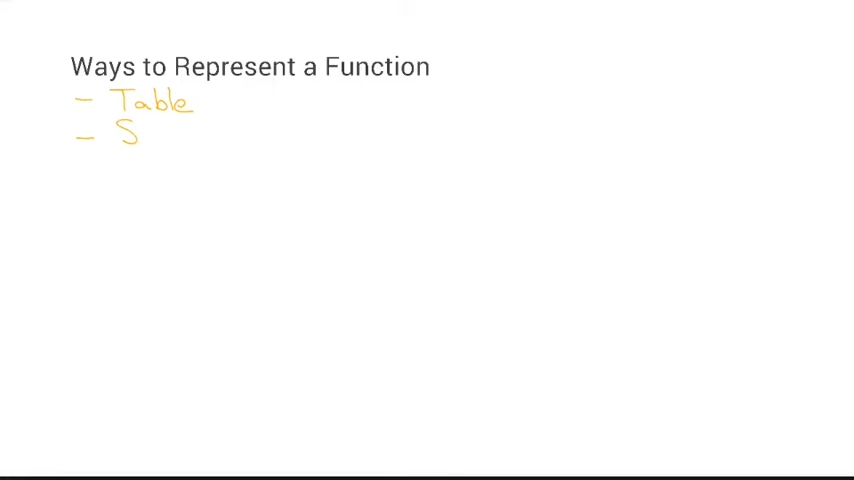 Ways to Represent a Function
- Table
- S